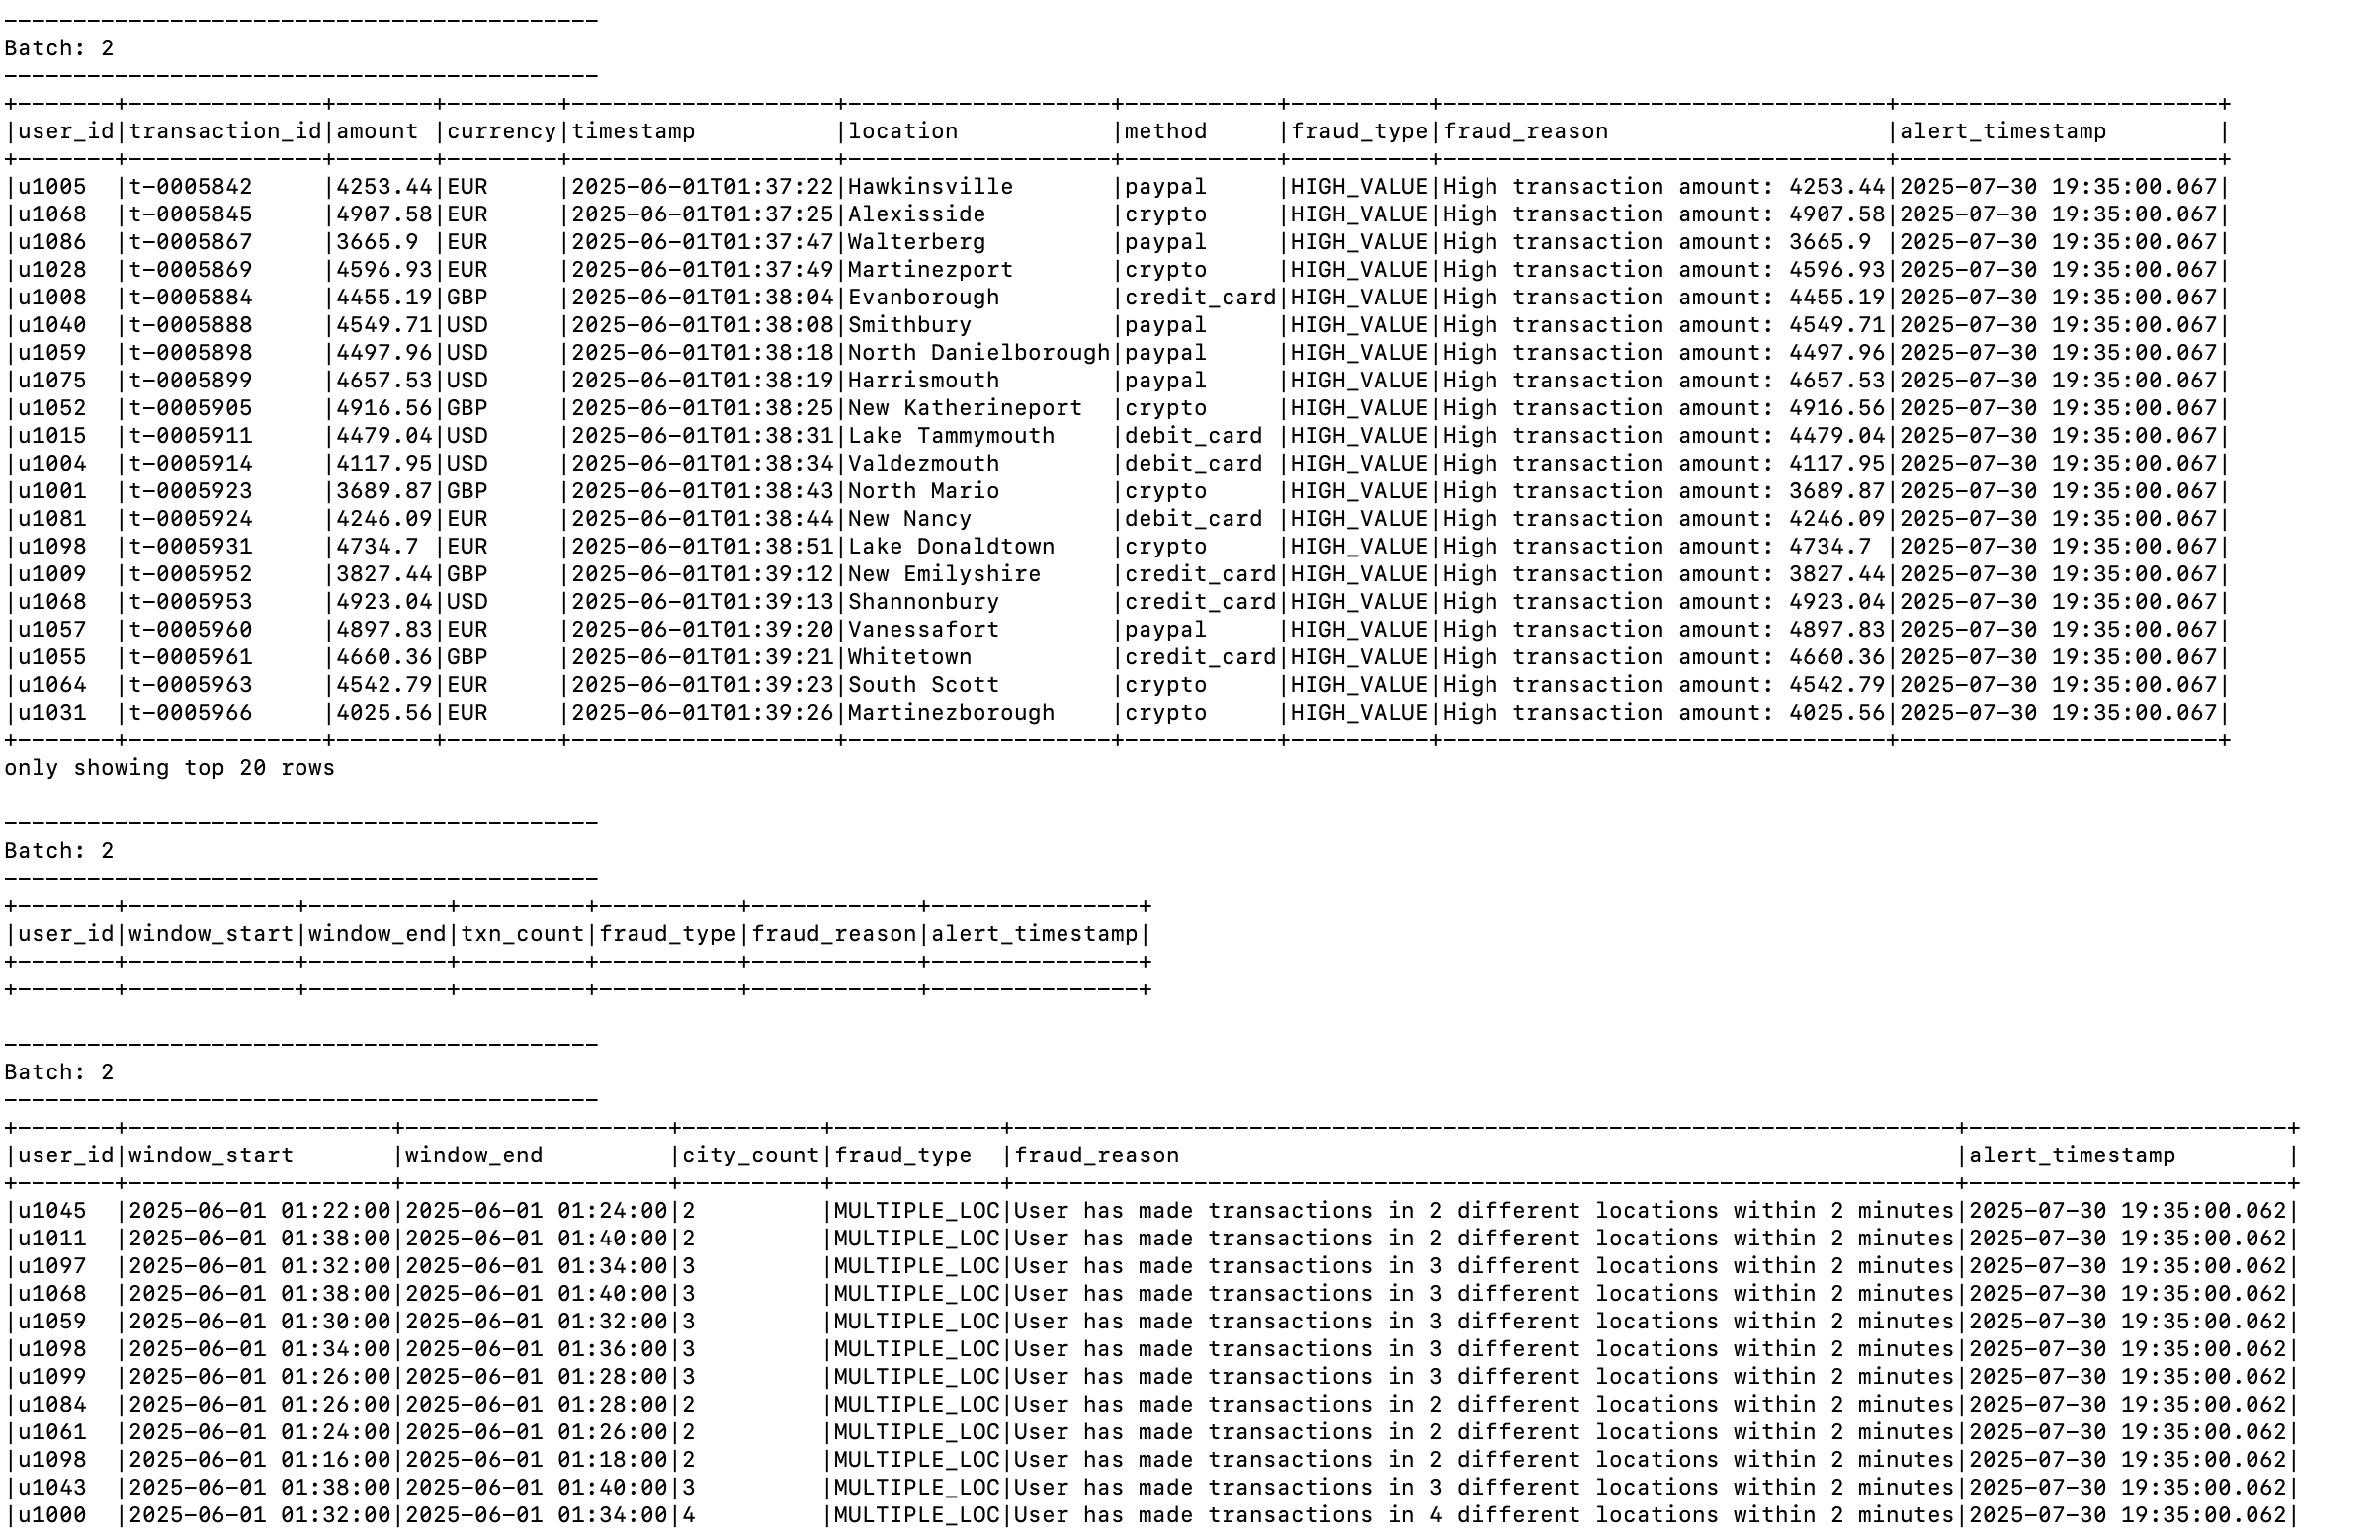 -------------------------------------------
Batch: 2
-------------------------------------------
+-------+--------------+-------+--------+-------------------+-------------------+-----------+----------+--------------------------------+-----------------------+
|user_id|transaction_id|amount |currency|timestamp          |location           |method     |fraud_type|fraud_reason                    |alert_timestamp        |
+-------+--------------+-------+--------+-------------------+-------------------+-----------+----------+--------------------------------+-----------------------+
|u1005  |t-0005842     |4253.44|EUR     |2025-06-01T01:37:22|Hawkinsville       |paypal     |HIGH_VALUE|High transaction amount: 4253.44|2025-07-30 19:35:00.067|
|u1068  |t-0005845     |4907.58|EUR     |2025-06-01T01:37:25|Alexisside         |crypto     |HIGH_VALUE|High transaction amount: 4907.58|2025-07-30 19:35:00.067|
|u1086  |t-0005867     |3665.9 |EUR     |2025-06-01T01:37:47|Walterberg         |paypal     |HIGH_VALUE|High transaction amount: 3665.9 |2025-07-30 19:35:00.067|
|u1028  |t-0005869     |4596.93|EUR     |2025-06-01T01:37:49|Martinezport       |crypto     |HIGH_VALUE|High transaction amount: 4596.93|2025-07-30 19:35:00.067|
|u1008  |t-0005884     |4455.19|GBP     |2025-06-01T01:38:04|Evanborough        |credit_card|HIGH_VALUE|High transaction amount: 4455.19|2025-07-30 19:35:00.067|
|u1040  |t-0005888     |4549.71|USD     |2025-06-01T01:38:08|Smithbury          |paypal     |HIGH_VALUE|High transaction amount: 4549.71|2025-07-30 19:35:00.067|
|u1059  |t-0005898     |4497.96|USD     |2025-06-01T01:38:18|North Danielborough|paypal     |HIGH_VALUE|High transaction amount: 4497.96|2025-07-30 19:35:00.067|
|u1075  |t-0005899     |4657.53|USD     |2025-06-01T01:38:19|Harrismouth        |paypal     |HIGH_VALUE|High transaction amount: 4657.53|2025-07-30 19:35:00.067|
|u1052  |t-0005905     |4916.56|GBP     |2025-06-01T01:38:25|New Katherineport  |crypto     |HIGH_VALUE|High transaction amount: 4916.56|2025-07-30 19:35:00.067|
|u1015  |t-0005911     |4479.04|USD     |2025-06-01T01:38:31|Lake Tammymouth    |debit_card |HIGH_VALUE|High transaction amount: 4479.04|2025-07-30 19:35:00.067|
|u1004  |t-0005914     |4117.95|USD     |2025-06-01T01:38:34|Valdezmouth        |debit_card |HIGH_VALUE|High transaction amount: 4117.95|2025-07-30 19:35:00.067|
|u1001  |t-0005923     |3689.87|GBP     |2025-06-01T01:38:43|North Mario        |crypto     |HIGH_VALUE|High transaction amount: 3689.87|2025-07-30 19:35:00.067|
|u1081  |t-0005924     |4246.09|EUR     |2025-06-01T01:38:44|New Nancy          |debit_card |HIGH_VALUE|High transaction amount: 4246.09|2025-07-30 19:35:00.067|
|u1098  |t-0005931     |4734.7 |EUR     |2025-06-01T01:38:51|Lake Donaldtown    |crypto     |HIGH_VALUE|High transaction amount: 4734.7 |2025-07-30 19:35:00.067|
|u1009  |t-0005952     |3827.44|GBP     |2025-06-01T01:39:12|New Emilyshire     |credit_card|HIGH_VALUE|High transaction amount: 3827.44|2025-07-30 19:35:00.067|
|u1068  |t-0005953     |4923.04|USD     |2025-06-01T01:39:13|Shannonbury        |credit_card|HIGH_VALUE|High transaction amount: 4923.04|2025-07-30 19:35:00.067|
|u1057  |t-0005960     |4897.83|EUR     |2025-06-01T01:39:20|Vanessafort        |paypal     |HIGH_VALUE|High transaction amount: 4897.83|2025-07-30 19:35:00.067|
|u1055  |t-0005961     |4660.36|GBP     |2025-06-01T01:39:21|Whitetown          |credit_card|HIGH_VALUE|High transaction amount: 4660.36|2025-07-30 19:35:00.067|
|u1064  |t-0005963     |4542.79|EUR     |2025-06-01T01:39:23|South Scott        |crypto     |HIGH_VALUE|High transaction amount: 4542.79|2025-07-30 19:35:00.067|
|u1031  |t-0005966     |4025.56|EUR     |2025-06-01T01:39:26|Martinezborough    |crypto     |HIGH_VALUE|High transaction amount: 4025.56|2025-07-30 19:35:00.067|
+-------+--------------+-------+--------+-------------------+-------------------+-----------+----------+--------------------------------+-----------------------+
only showing top 20 rows
-------------------------------------------
Batch: 2
-------------------------------------------
+-------+------------+----------+---------+----------+------------+---------------+
|user_id|window_start|window_end|txn_count|fraud_type|fraud_reason|alert_timestamp|
+-------+------------+----------+---------+----------+------------+---------------+
+-------+------------+----------+---------+----------+------------+---------------+
-------------------------------------------
Batch: 2
-------------------------------------------
+-------+-------------------+-------------------+----------+------------+--------------------------------------------------------------------+-----------------------+
|user_id|window_start       |window_end         |city_count|fraud_type  |fraud_reason                                                        |alert_timestamp        |
+-------+-------------------+-------------------+----------+------------+--------------------------------------------------------------------+-----------------------+
|u1045  |2025-06-01 01:22:00|2025-06-01 01:24:00|2         |MULTIPLE_LOC|User has made transactions in 2 different locations within 2 minutes|2025-07-30 19:35:00.062|
|u1011  |2025-06-01 01:38:00|2025-06-01 01:40:00|2         |MULTIPLE_LOC|User has made transactions in 2 different locations within 2 minutes|2025-07-30 19:35:00.062|
|u1097  |2025-06-01 01:32:00|2025-06-01 01:34:00|3         |MULTIPLE_LOC|User has made transactions in 3 different locations within 2 minutes|2025-07-30 19:35:00.062|
|u1068  |2025-06-01 01:38:00|2025-06-01 01:40:00|3         |MULTIPLE_LOC|User has made transactions in 3 different locations within 2 minutes|2025-07-30 19:35:00.062|
|u1059  |2025-06-01 01:30:00|2025-06-01 01:32:00|3         |MULTIPLE_LOC|User has made transactions in 3 different locations within 2 minutes|2025-07-30 19:35:00.062|
|u1098  |2025-06-01 01:34:00|2025-06-01 01:36:00|3         |MULTIPLE_LOC|User has made transactions in 3 different locations within 2 minutes|2025-07-30 19:35:00.062|
|u1099  |2025-06-01 01:26:00|2025-06-01 01:28:00|3         |MULTIPLE_LOC|User has made transactions in 3 different locations within 2 minutes|2025-07-30 19:35:00.062|
|u1084  |2025-06-01 01:26:00|2025-06-01 01:28:00|2         |MULTIPLE_LOC|User has made transactions in 2 different locations within 2 minutes|2025-07-30 19:35:00.062|
|u1061  |2025-06-01 01:24:00|2025-06-01 01:26:00|2         |MULTIPLE_LOC|User has made transactions in 2 different locations within 2 minutes|2025-07-30 19:35:00.062|
|u1098  |2025-06-01 01:16:00|2025-06-01 01:18:00|2         |MULTIPLE_LOC|User has made transactions in 2 different locations within 2 minutes|2025-07-30 19:35:00.062|
|u1043  |2025-06-01 01:38:00|2025-06-01 01:40:00|3         |MULTIPLE_LOC|User has made transactions in 3 different locations within 2 minutes|2025-07-30 19:35:00.062|
|u1000  |2025-06-01 01:32:00|2025-06-01 01:34:00|4         |MULTIPLE_LOC|User has made transactions in 4 different locations within 2 minutes|2025-07-30 19:35:00.062|